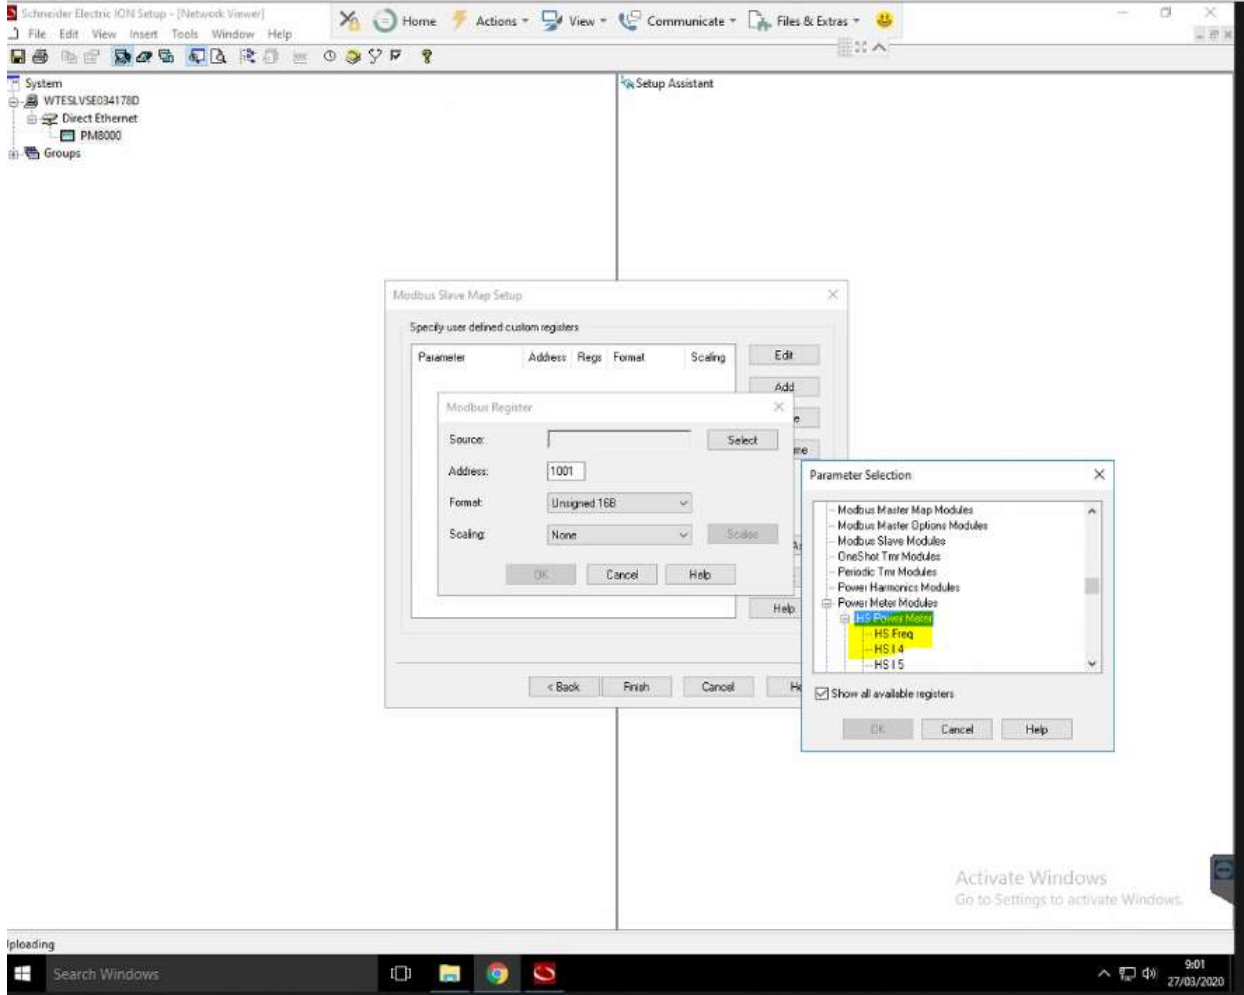 Schneider Electric ION Setup - [Network Viewer]
Home Actions View Communicate Files & Extras
File Edit View Insert Tools Window Help
System
WTESLVSE034178D
Direct Ethernet
PM8000
Groups
Setup Assistant
Modbus Slave Map Setup
Specify user defined custom registers
Parameter Address Regs Format Scaling
Edit
Add
Modbus Register
Source: Select
Address: 1001
Format: Unsigned 16B
Scaling: None Scales
OK Cancel Help
Help
< Back Finish Cancel
Parameter Selection
Modbus Master Map Modules
Modbus Master Options Modules
Modbus Slave Modules
OneShot Tmr Modules
Periodic Tmr Modules
Power Harmonics Modules
Power Meter Modules
HS Power Meter
HS Freq
HS I 4
HS I 5
Show all available registers
OK Cancel Help
Activate Windows
Go to Settings to activate Windows.
ploading
Search Windows
9:01
27/03/2020